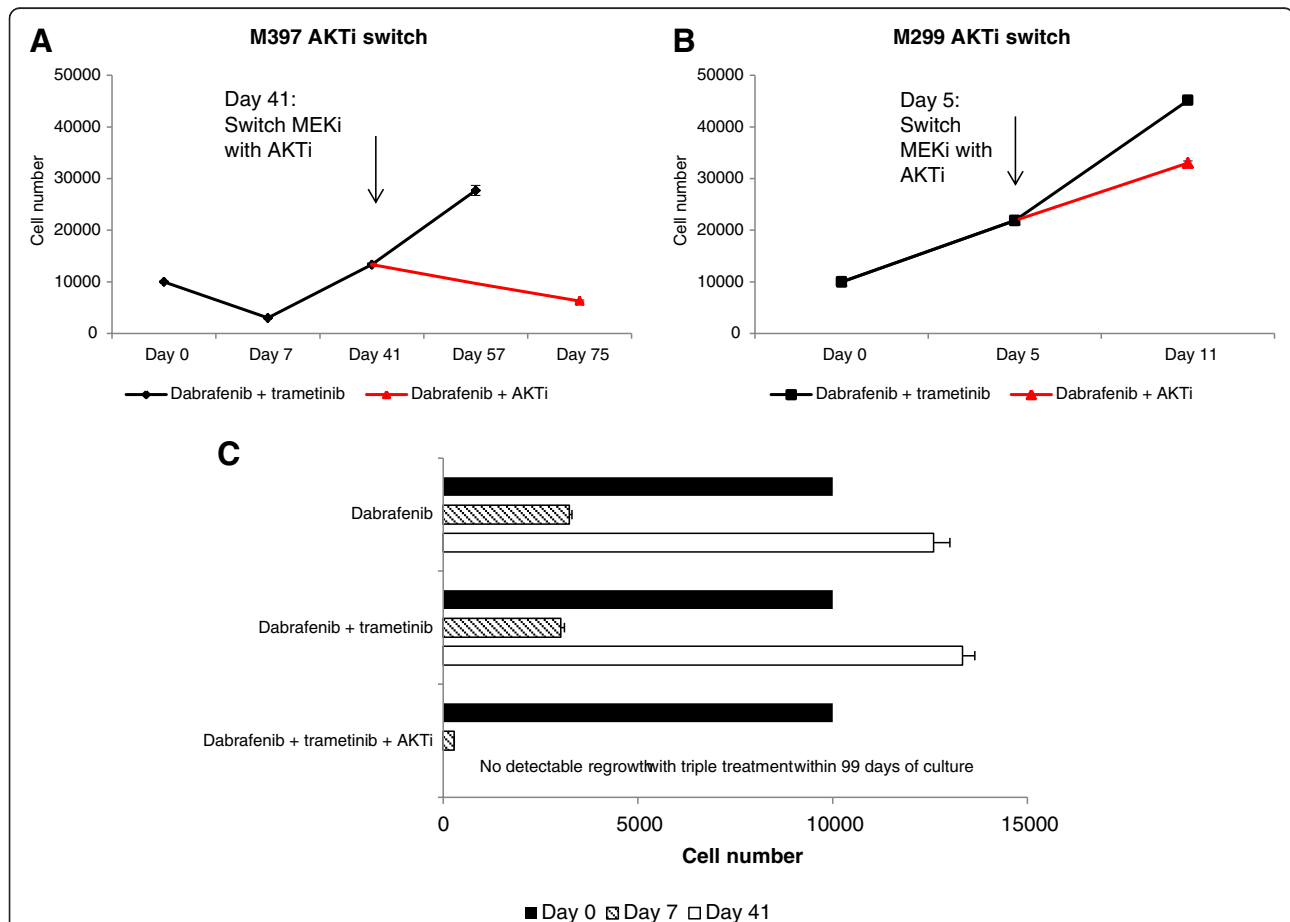 A
M397 AKTi switch
50000
40000
30000
20000
10000
0
Cell number
Day 41:
Switch MEKi
with AKTi
Day 0
Day 7
Day 41
Day 57
Day 75
Dabrafenib + trametinib
Dabrafenib + AKTi
B
M299 AKTi switch
50000
40000
30000
20000
10000
0
Cell number
Day 5:
Switch
MEKi with
AKTi
Day 0
Day 5
Day 11
Dabrafenib + trametinib
Dabrafenib + AKTi
C
Dabrafenib
Dabrafenib + trametinib
Dabrafenib + trametinib + AKTi
No detectable regrowth with triple treatment within 99 days of culture
0
5000
10000
15000
Cell number
Day 0
Day 7
Day 41